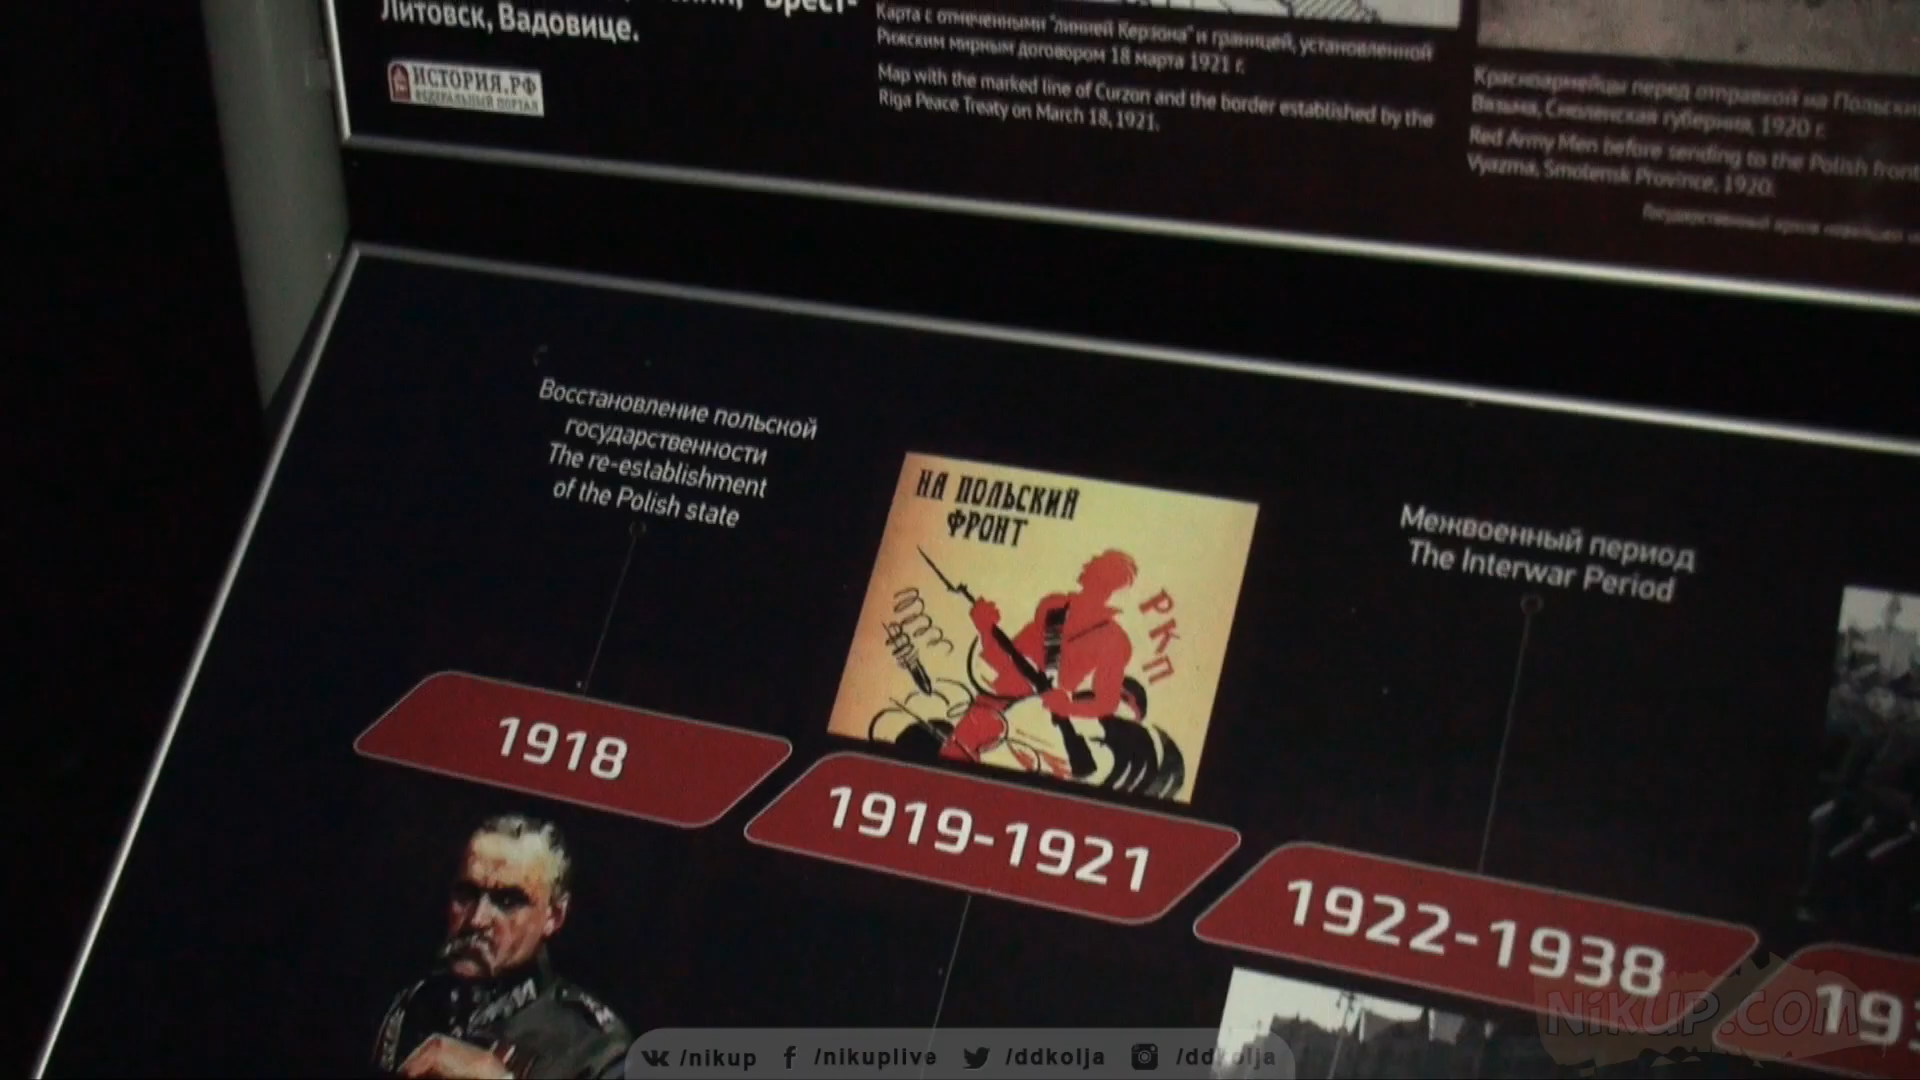 Литовск, Вадовице.
ИСТОРИЯ.РФ
ФЕДЕРАЛЬНЫЙ ПОРТАЛ
Карта с отмеченными "линией Керзона" и границей, установленной
Рижским мирным договором 18 марта 1921 г.
Map with the marked line of Curzon and the border established by the
Riga Peace Treaty on March 18, 1921.
Красноармейцы перед отправкой на
Вязьма, Смоленская губерния, 1920 г.
Red Army Men before sending to the Polish front
Vyazma, Smolensk Province, 1920.
Восстановление польской
государственности
The re-establishment
of the Polish state
НА ПОЛЬСКИЙ
ФРОНТ
РКП
Межвоенный период
The Interwar Period
1918
1919-1921
1922-1938
NiKUP.COM
/nikup
/nikuplive
/ddkolja
/ddkolja